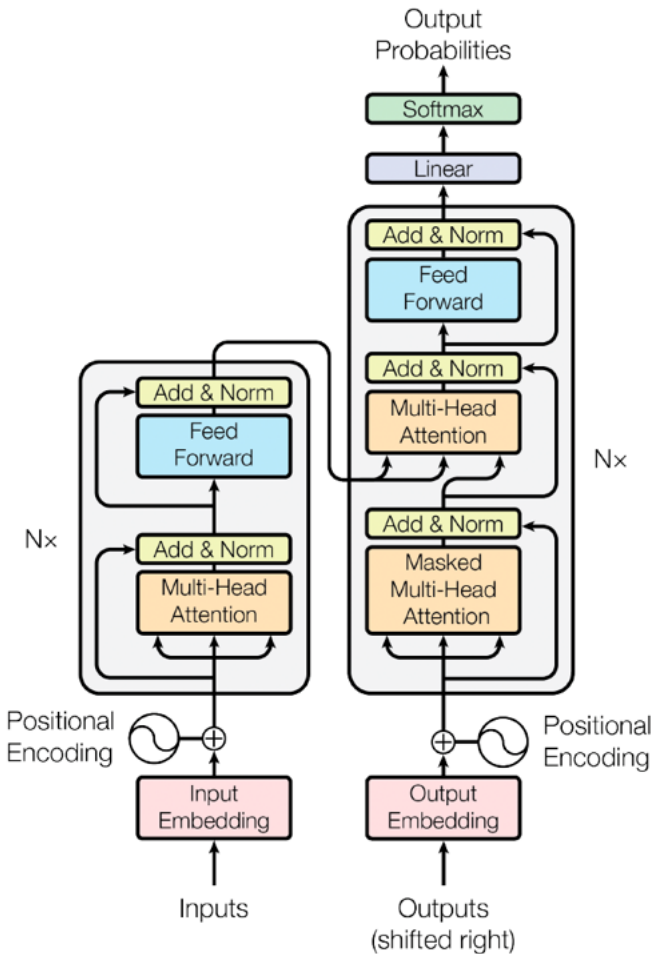 Output
Probabilities
Softmax
Linear
Add & Norm
Feed
Forward
Add & Norm
Multi-Head
Attention
Add & Norm
Masked
Multi-Head
Attention
Nx
Add & Norm
Feed
Forward
Add & Norm
Multi-Head
Attention
Nx
Positional
Encoding
Input
Embedding
Inputs
Positional
Encoding
Output
Embedding
Outputs
(shifted right)